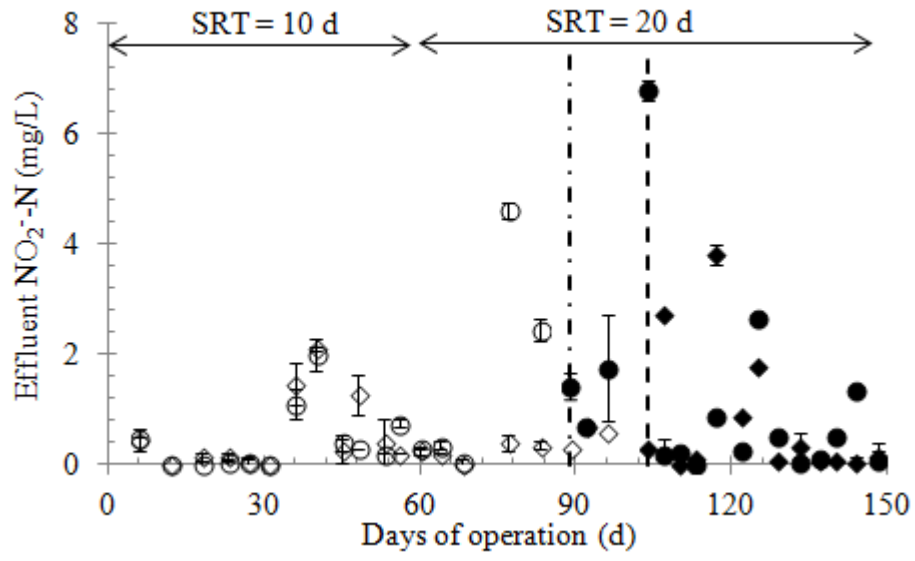 SRT = 10 d
SRT = 20 d
Effluent NO₂⁻-N (mg/L)
8
6
4
2
0
0 30 60 90 120 150
Days of operation (d)